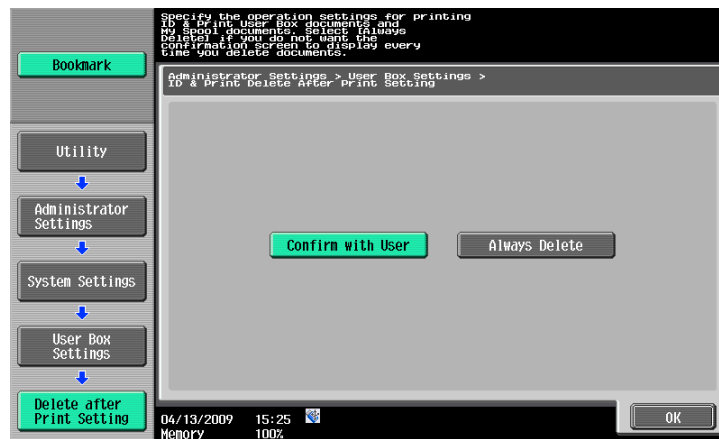 Specify the operation settings for printing
ID & Print User Box documents and
My Spool documents. Select [Always
Delete] if you do not want the
confirmation screen to display every
time you delete documents.
Bookmark
Administrator Settings > User Box Settings >
ID & Print Delete After Print Setting
Utility
Administrator
Settings
System Settings
User Box
Settings
Delete after
Print Setting
Confirm with User
Always Delete
04/13/2009 15:25
Memory 100%
OK